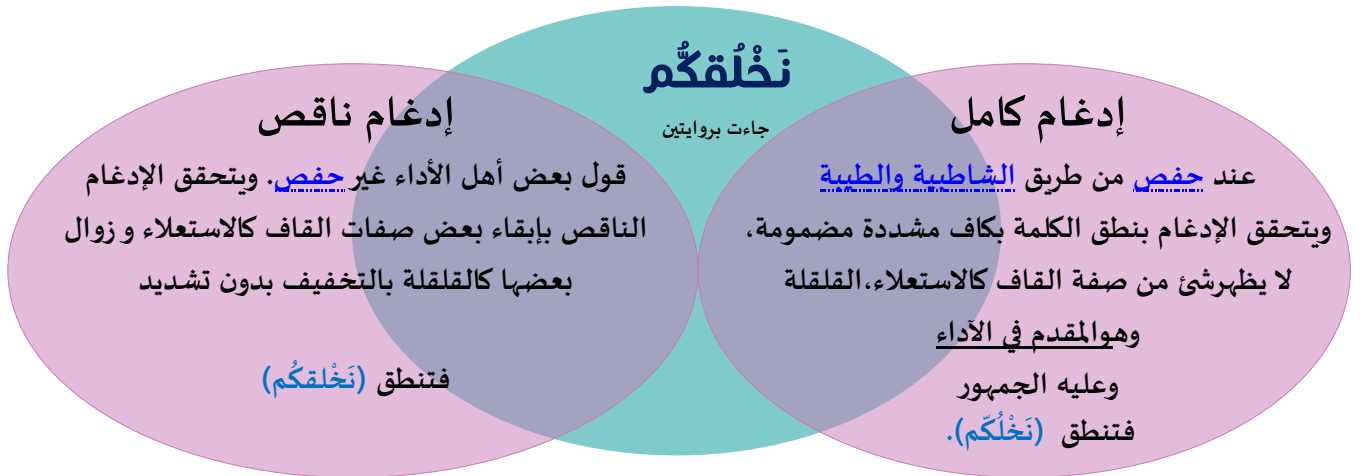 نَخْلُقكُّم
جاءت بروايتين
إدغام كامل
عند حفص من طريق الشاطبية والطيبة
ويتحقق الإدغام بنطق الكلمة بكاف مشددة مضمومة،
لا يظهرشئ من صفة القاف كالاستعلاء،القلقلة
وهوالمقدم في الآداء
وعليه الجمهور
فتنطق (نَخْلُكّم).
إدغام ناقص
قول بعض أهل الأداء غير حفص. ويتحقق الإدغام
الناقص بإبقاء بعض صفات القاف كالاستعلاء و زوال
بعضها كالقلقلة بالتخفيف بدون تشديد
فتنطق (نَخْلقكُم)